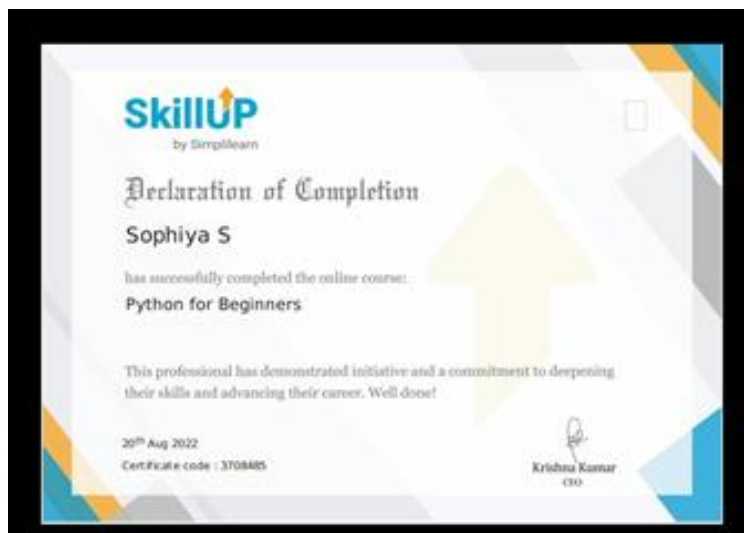 SkillUP
by Simplilearn
Declaration of Completion
Sophiya S
has successfully completed the online course:
Python for Beginners
This professional has demonstrated initiative and a commitment to deepening
their skills and advancing their career. Well done!
20th Aug 2022
Certificate code : 3708485
Krishna Kumar
CEO